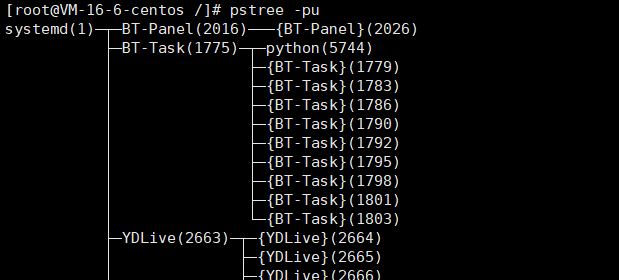 [root@VM-16-6-centos /]# pstree -pu
systemd(1)─┬─BT-Panel(2016)───{BT-Panel}(2026)
           ├─BT-Task(1775)─┬─python(5744)
           │               ├─{BT-Task}(1779)
           │               ├─{BT-Task}(1783)
           │               ├─{BT-Task}(1786)
           │               ├─{BT-Task}(1790)
           │               ├─{BT-Task}(1792)
           │               ├─{BT-Task}(1795)
           │               ├─{BT-Task}(1798)
           │               ├─{BT-Task}(1801)
           │               └─{BT-Task}(1803)
           ├─YDLive(2663)─┬─{YDLive}(2664)
           │              ├─{YDLive}(2665)
           │              ├─{YDLive}(2666)